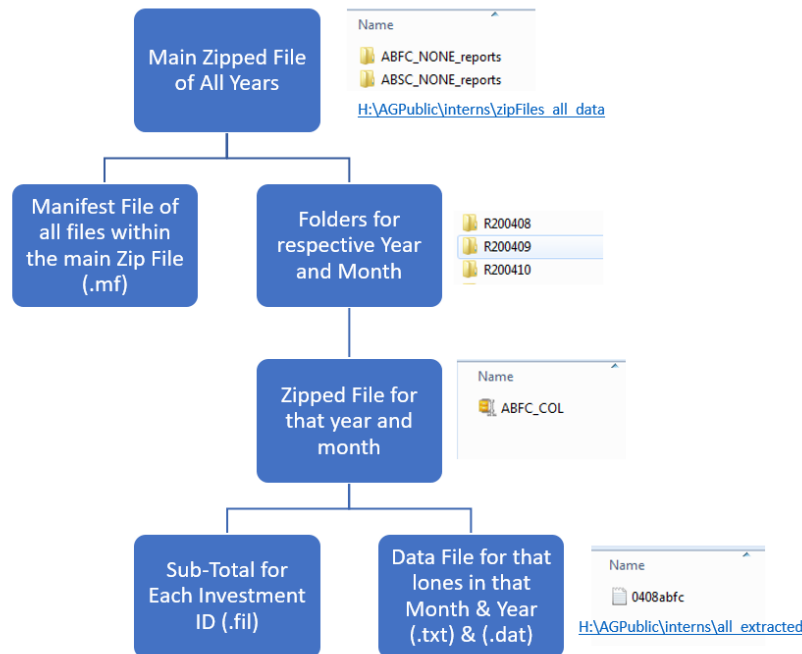 Main Zipped File
of All Years
Name
ABFC_NONE_reports
ABSC_NONE_reports
H:\AGPublic\interns\zipFiles_all_data
Manifest File of
all files within
the main Zip File
(.mf)
Folders for
respective Year
and Month
R200408
R200409
R200410
Zipped File for
that year and
month
Name
ABFC_COL
Sub-Total for
Each Investment
ID (.fil)
Data File for that
lones in that
Month & Year
(.txt) & (.dat)
Name
0408abfc
H:\AGPublic\interns\all_extracted